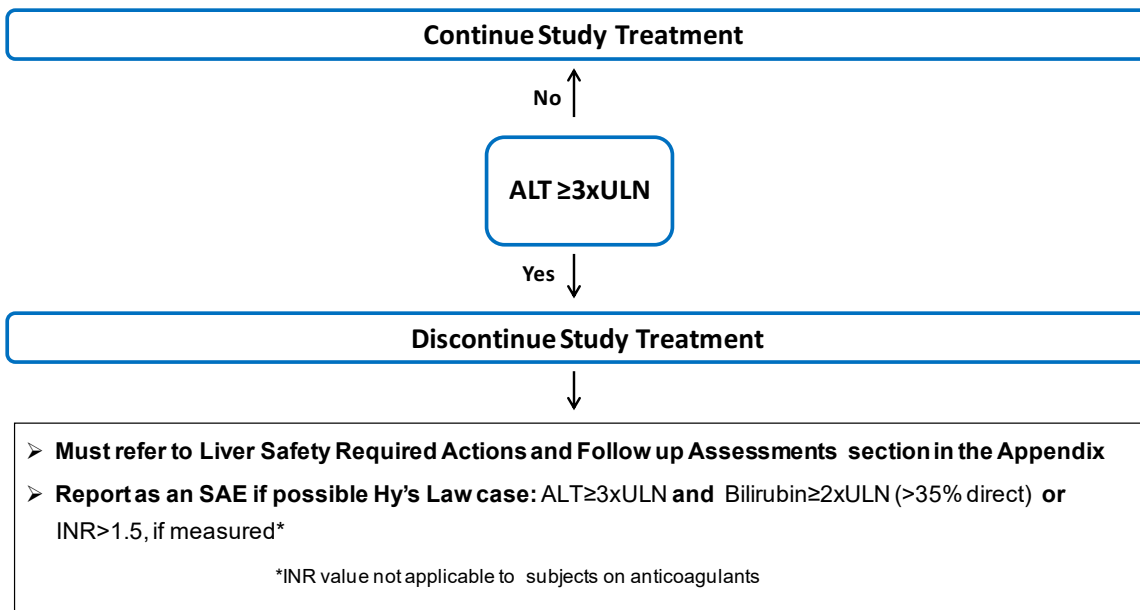 Continue Study Treatment
No
ALT ≥3xULN
Yes
Discontinue Study Treatment
➢ Must refer to Liver Safety Required Actions and Follow up Assessments section in the Appendix
➢ Report as an SAE if possible Hy's Law case: ALT≥3xULN and Bilirubin≥2xULN (>35% direct) or
INR>1.5, if measured*
*INR value not applicable to subjects on anticoagulants